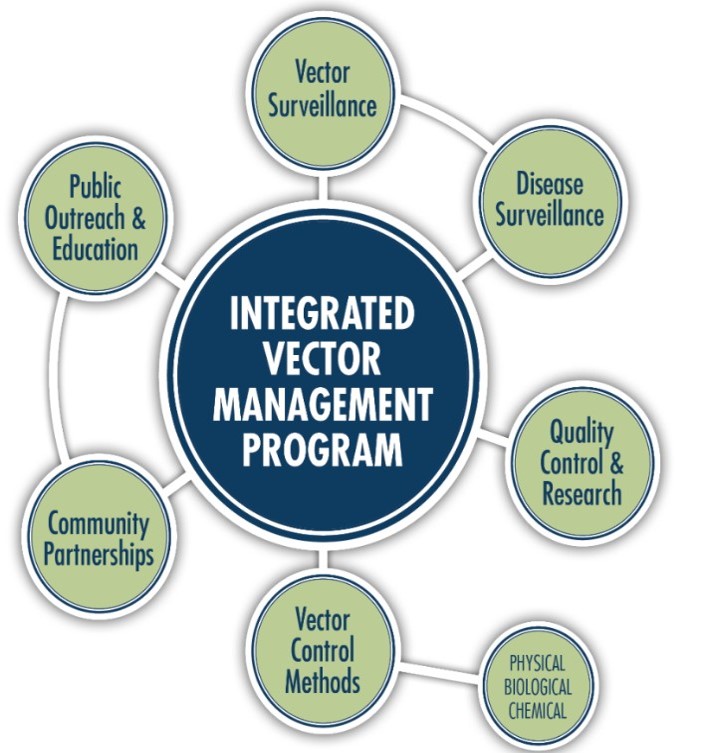 Vector
Surveillance
Disease
Surveillance
Public
Outreach &
Education
INTEGRATED
VECTOR
MANAGEMENT
PROGRAM
Quality
Control &
Research
Community
Partnerships
Vector
Control
Methods
PHYSICAL
BIOLOGICAL
CHEMICAL